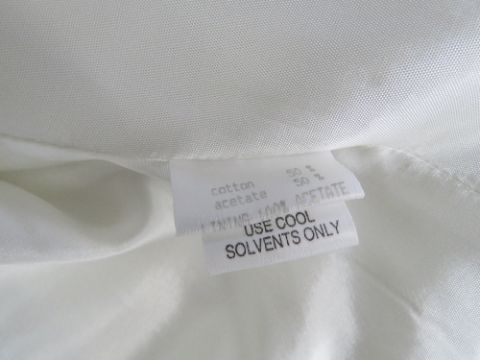 cotton 50 %
acetate 50 %
LINING 100% ACETATE
USE COOL
SOLVENTS ONLY